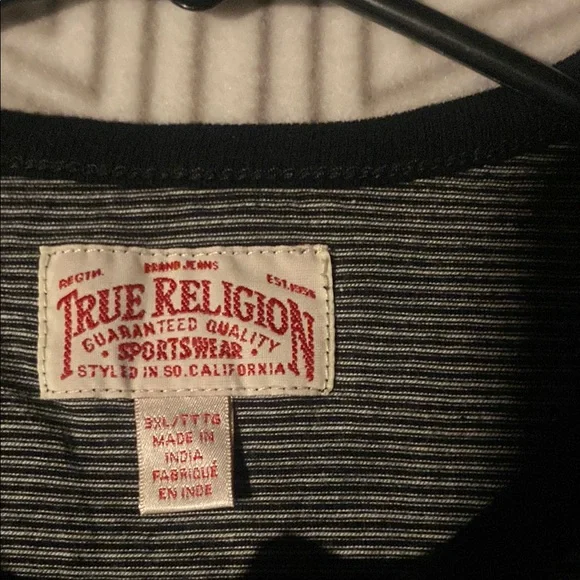 REGTM. BRAND JEANS EST. 1956
TRUE RELIGION
GUARANTEED QUALITY
• SPORTSWEAR •
STYLED IN SO. CALIFORNIA
3XL/TTTG
MADE IN
INDIA
FABRIQUÉ
EN INDE